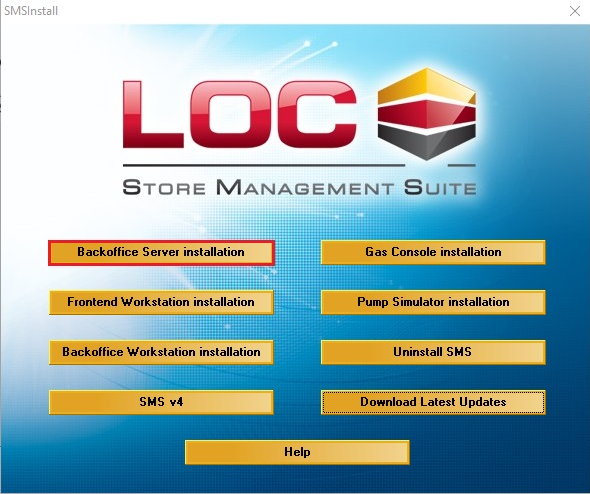 SMSInstall
LOC
STORE MANAGEMENT SUITE
Backoffice Server installation
Gas Console installation
Frontend Workstation installation
Pump Simulator installation
Backoffice Workstation installation
Uninstall SMS
SMS v4
Download Latest Updates
Help